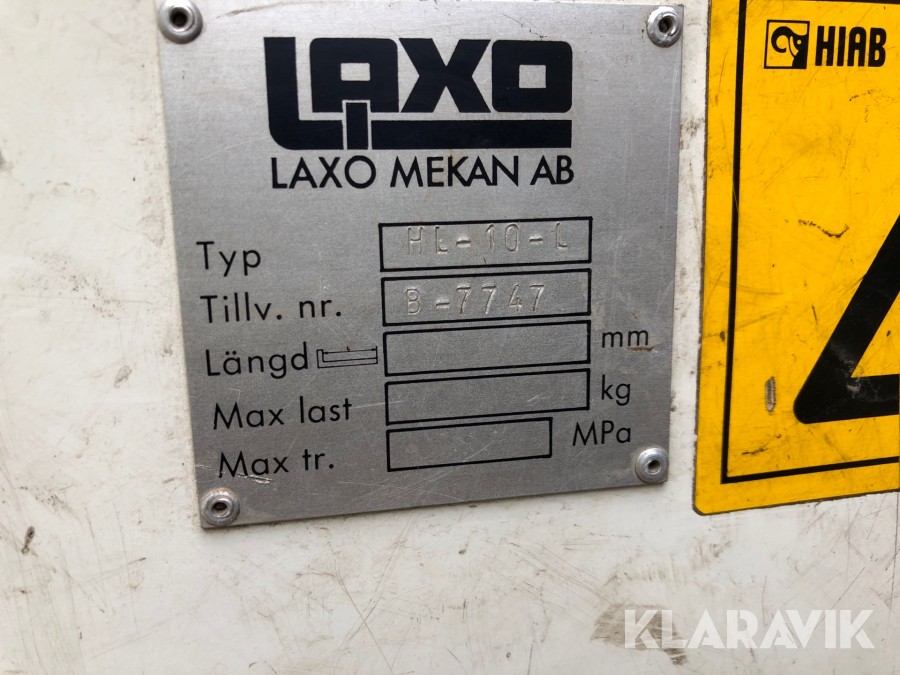 LAXO
LAXO MEKAN AB
Typ HL-10-L
Tillv. nr. B-7747
Längd mm
Max last kg
Max tr. MPa
HIAB
KLARAVIK